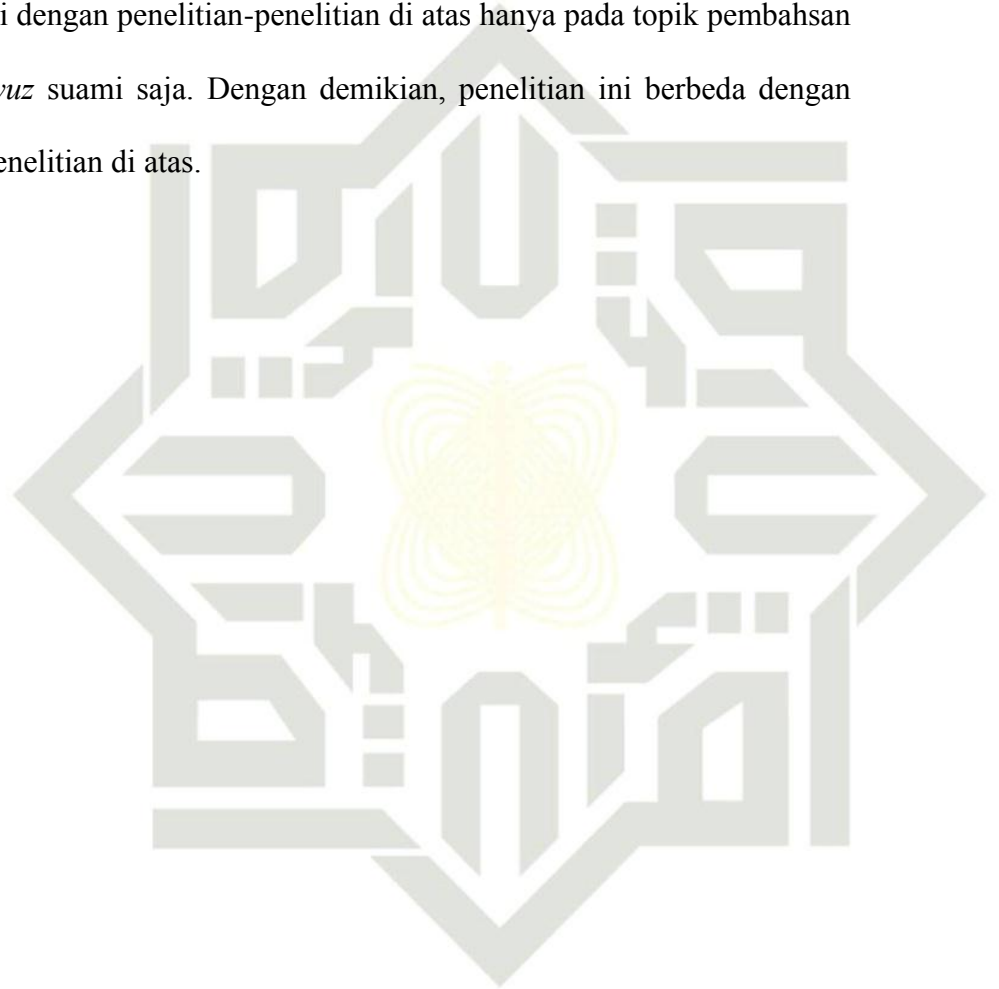 i dengan penelitian-penelitian di atas hanya pada topik pembahsan
yuz suami saja. Dengan demikian, penelitian ini berbeda dengan
enelitian di atas.